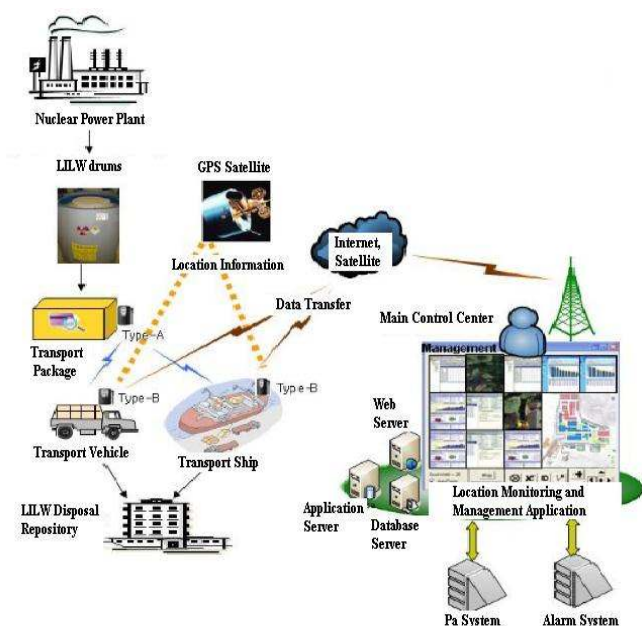 Nuclear Power Plant
LILW drums
GPS Satellite
Internet,
Satellite
Location Information
Data Transfer
Main Control Center
Type-A
Transport
Package
Management
Type-B
Type-B
Web
Server
Transport Vehicle
Transport Ship
LILW Disposal
Repository
Application
Server
Database
Server
Location Monitoring and
Management Application
Pa System
Alarm System